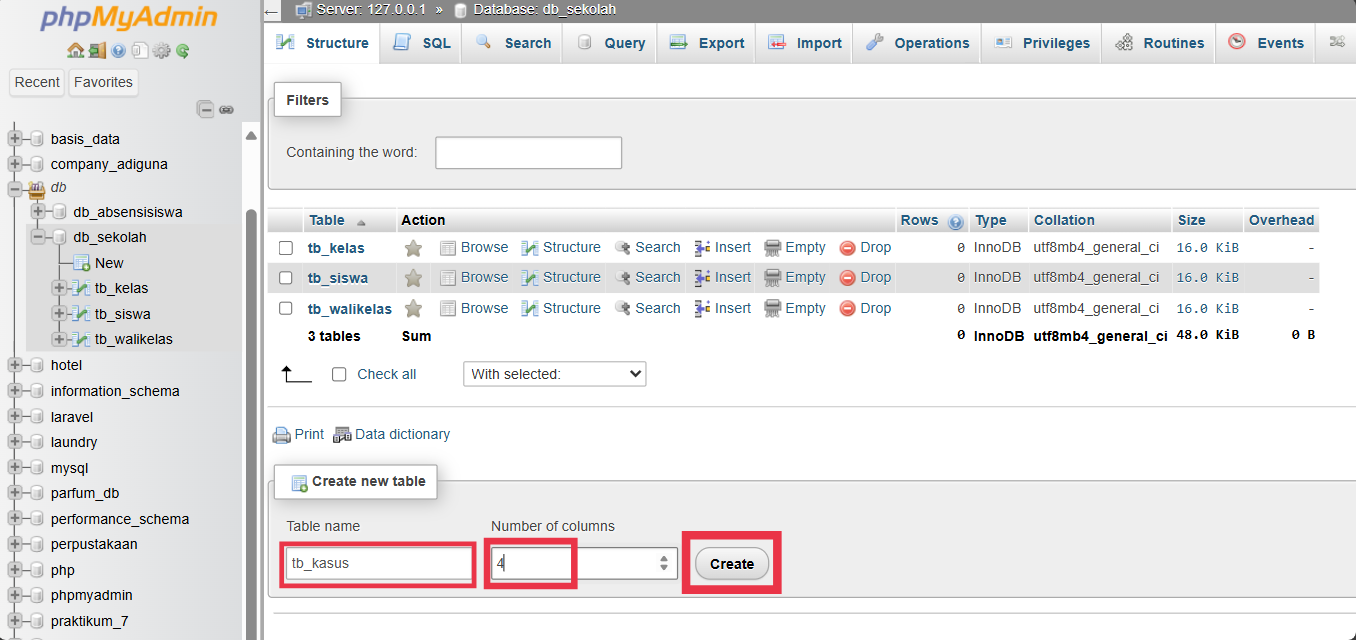 phpMyAdmin
Recent Favorites
basis_data
company_adiguna
db
db_absensisiswa
db_sekolah
New
tb_kelas
tb_siswa
tb_walikelas
hotel
information_schema
laravel
laundry
mysql
parfum_db
performance_schema
perpustakaan
php
phpmyadmin
praktikum_7
Server: 127.0.0.1 » Database: db_sekolah
Structure SQL Search Query Export Import Operations Privileges Routines Events
Filters
Containing the word:
Table Action Rows Type Collation Size Overhead
tb_kelas Browse Structure Search Insert Empty Drop 0 InnoDB utf8mb4_general_ci 16.0 KiB -
tb_siswa Browse Structure Search Insert Empty Drop 0 InnoDB utf8mb4_general_ci 16.0 KiB -
tb_walikelas Browse Structure Search Insert Empty Drop 0 InnoDB utf8mb4_general_ci 16.0 KiB -
3 tables Sum 0 InnoDB utf8mb4_general_ci 48.0 KiB 0 B
Check all With selected:
Print Data dictionary
Create new table
Table name Number of columns
tb_kasus 4 Create